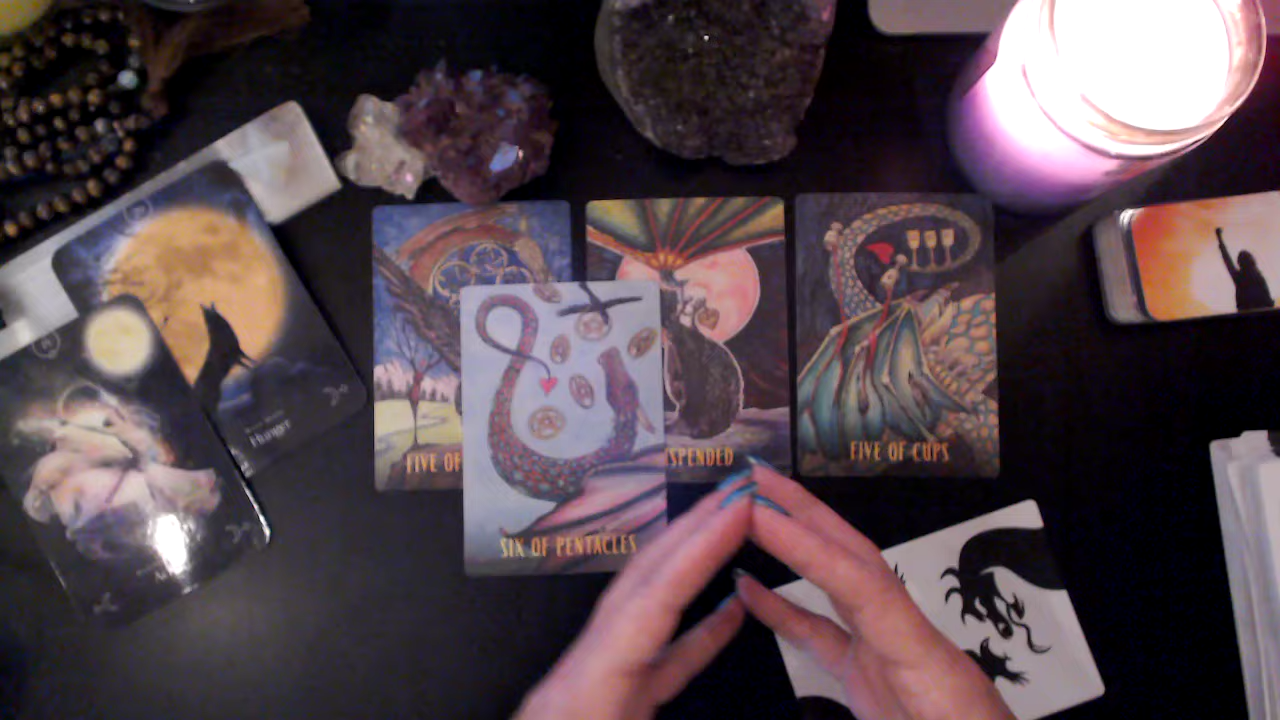 FIVE OF
SPENDED
FIVE OF CUPS
SIX OF PENTACLES
Hunger